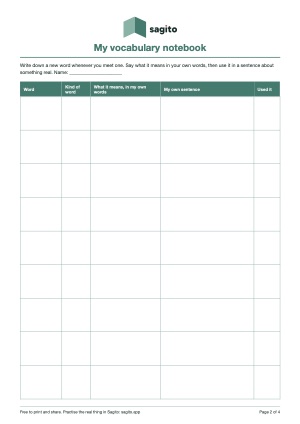 sagito
My vocabulary notebook
Write down a new word whenever you meet one. Say what it means in your own words, then use it in a sentence about
something real. Name: ____________________
Word
Kind of
word
What it means, in my own
words
My own sentence
Used it
Free to print and share. Practise the real thing in Sagito: sagito.app
Page 2 of 4